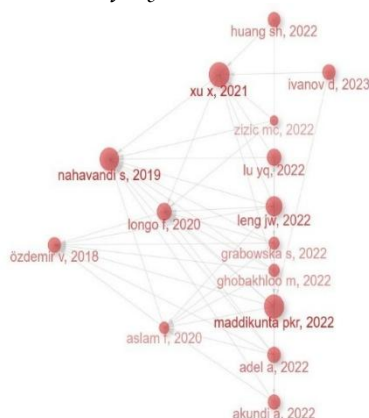 huang sh, 2022
ivanov d, 2023
xu x, 2021
zizic mc, 2022
lu yq, 2022
nahavandi s, 2019
leng jw, 2022
longo f, 2020
grabowska s, 2022
özdemir v, 2018
ghobakhloo m, 2022
maddikunta pkr, 2022
aslam f, 2020
adel a, 2022
akundi a, 2022